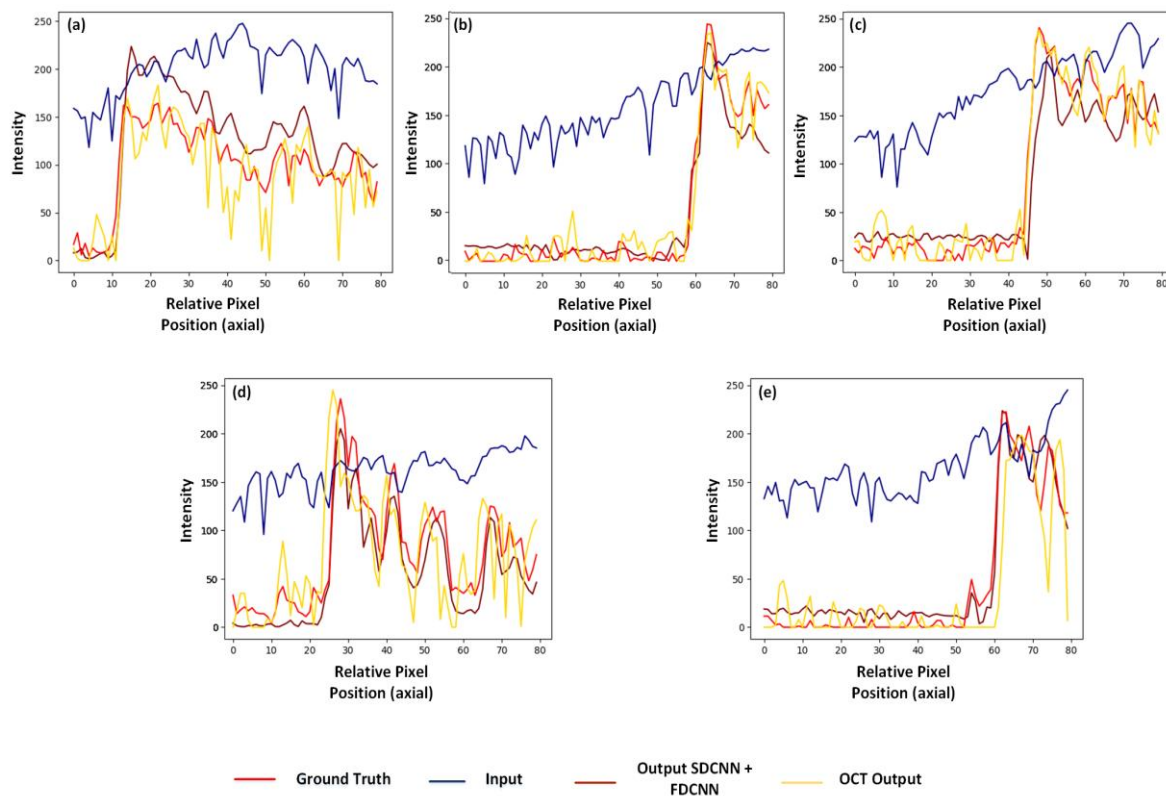 (a)
250
200
150
100
50
0
Intensity
0 10 20 30 40 50 60 70 80
Relative Pixel
Position (axial)
(b)
250
200
150
100
50
0
Intensity
0 10 20 30 40 50 60 70 80
Relative Pixel
Position (axial)
(c)
250
200
150
100
50
0
Intensity
0 10 20 30 40 50 60 70 80
Relative Pixel
Position (axial)
(d)
250
200
150
100
50
0
Intensity
0 10 20 30 40 50 60 70 80
Relative Pixel
Position (axial)
(e)
250
200
150
100
50
0
Intensity
0 10 20 30 40 50 60 70 80
Relative Pixel
Position (axial)
Ground Truth
Input
Output SDCNN +
FDCNN
OCT Output